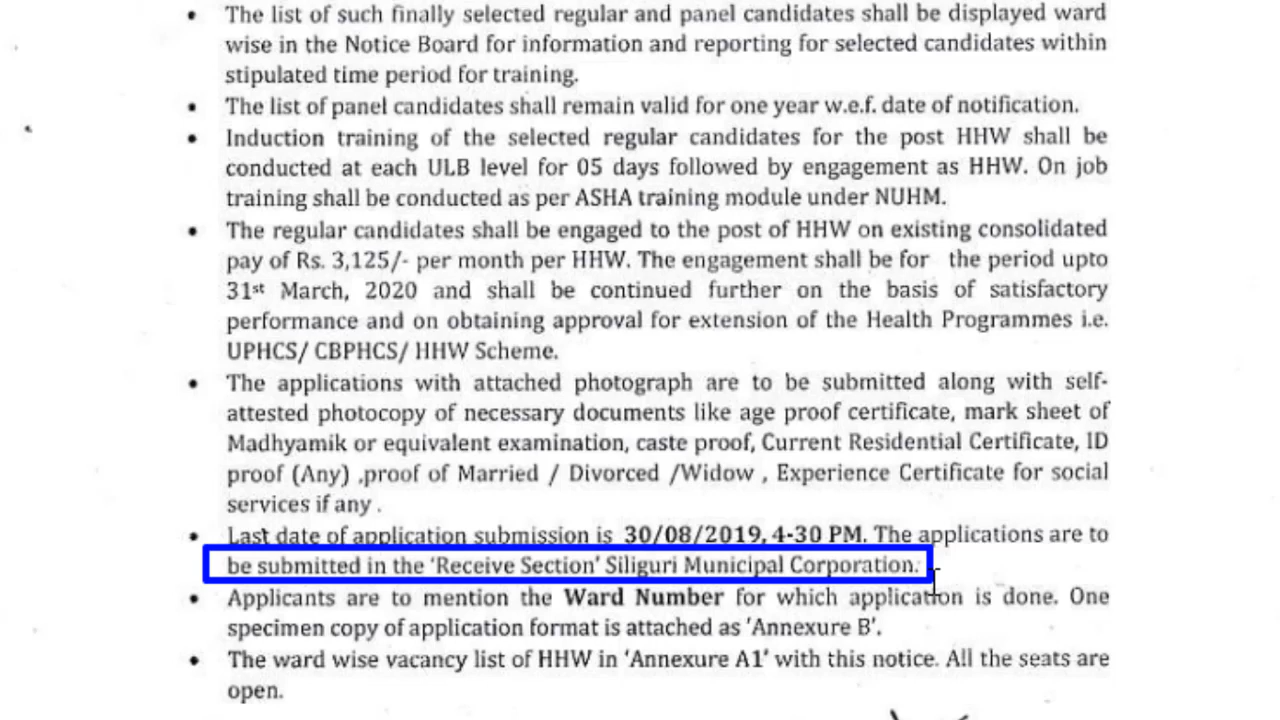 • The list of such finally selected regular and panel candidates shall be displayed ward
wise in the Notice Board for information and reporting for selected candidates within
stipulated time period for training.
• The list of panel candidates shall remain valid for one year w.e.f. date of notification.
• Induction training of the selected regular candidates for the post HHW shall be
conducted at each ULB level for 05 days followed by engagement as HHW. On job
training shall be conducted as per ASHA training module under NUHM.
• The regular candidates shall be engaged to the post of HHW on existing consolidated
pay of Rs. 3,125/- per month per HHW. The engagement shall be for the period upto
31st March, 2020 and shall be continued further on the basis of satisfactory
performance and on obtaining approval for extension of the Health Programmes i.e.
UPHCS/ CBPHCS/ HHW Scheme.
• The applications with attached photograph are to be submitted along with self-
attested photocopy of necessary documents like age proof certificate, mark sheet of
Madhyamik or equivalent examination, caste proof, Current Residential Certificate, ID
proof (Any) ,proof of Married / Divorced /Widow , Experience Certificate for social
services if any .
• Last date of application submission is 30/08/2019, 4-30 PM. The applications are to
be submitted in the 'Receive Section' Siliguri Municipal Corporation.
• Applicants are to mention the Ward Number for which application is done. One
specimen copy of application format is attached as 'Annexure B'.
• The ward wise vacancy list of HHW in 'Annexure A1' with this notice. All the seats are
open.